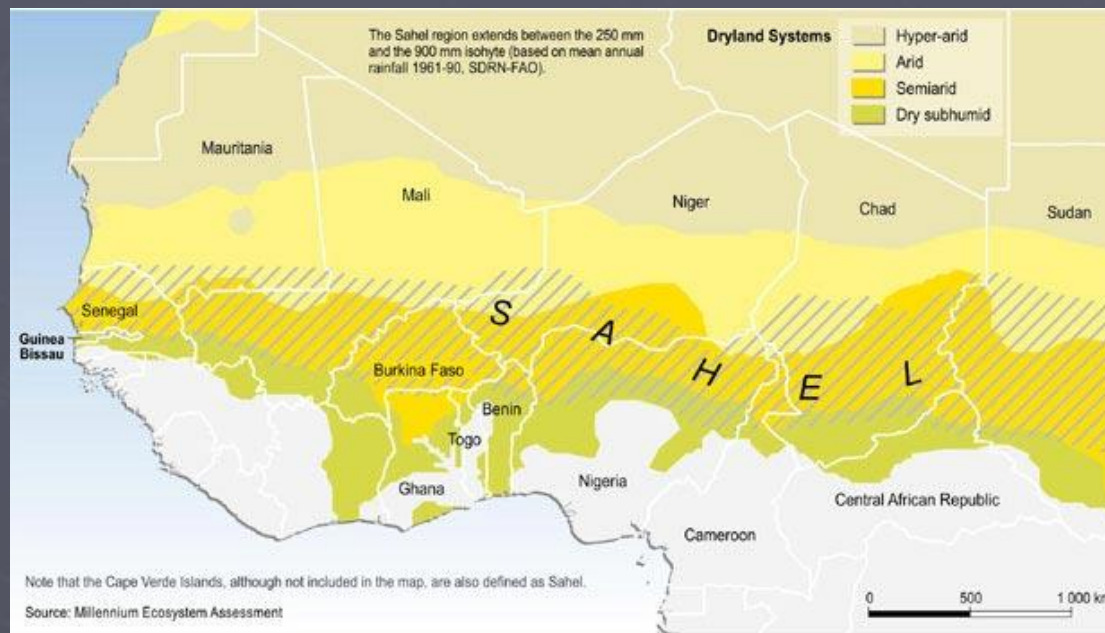 The Sahel region extends between the 250 mm
and the 900 mm isohyte (based on mean annual
rainfall 1961-90, SDRN-FAO).
Dryland Systems
Hyper-arid
Arid
Semiarid
Dry subhumid
Mauritania
Mali
Niger
Chad
Sudan
SAHEL
Senegal
Guinea
Bissau
Burkina Faso
Benin
Togo
Ghana
Nigeria
Cameroon
Central African Republic
Note that the Cape Verde Islands, although not included in the map, are also defined as Sahel.
Source: Millennium Ecosystem Assessment
0 500 1 000 km